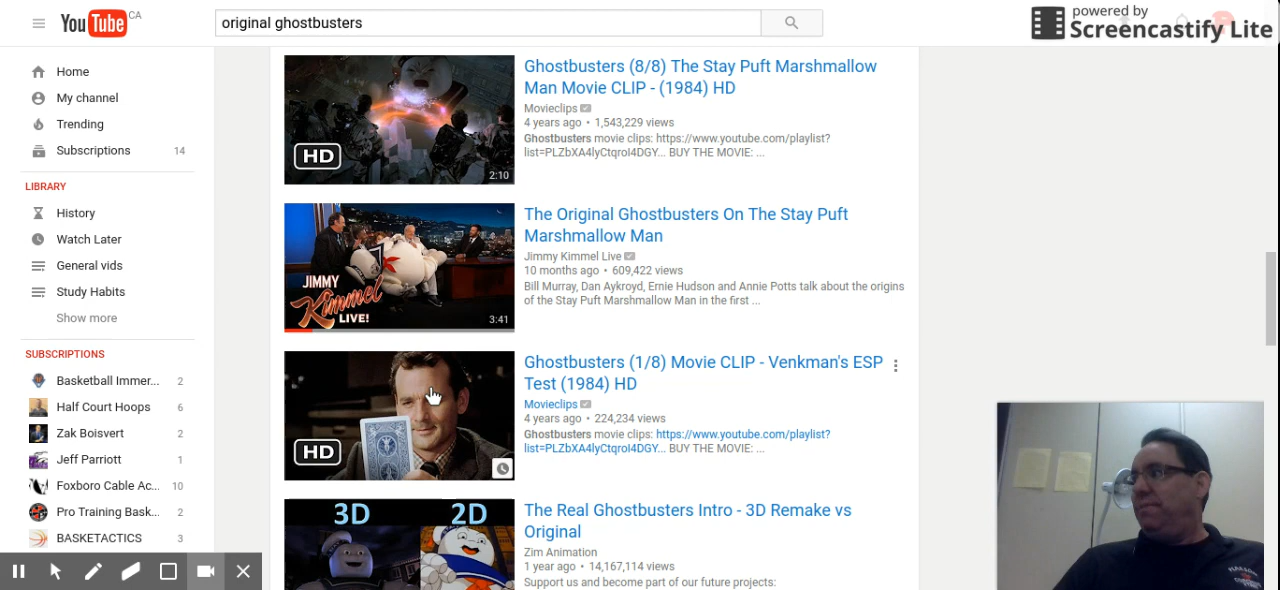 YouTube CA
original ghostbusters
powered by
Screencastify Lite
Home
My channel
Trending
Subscriptions 14
LIBRARY
History
Watch Later
General vids
Study Habits
Show more
SUBSCRIPTIONS
Basketball Immer... 2
Half Court Hoops 6
Zak Boisvert 2
Jeff Parriott 1
Foxboro Cable Ac... 10
Pro Training Bask... 2
BASKETACTICS 3
HD
2:10
Ghostbusters (8/8) The Stay Puft Marshmallow
Man Movie CLIP - (1984) HD
Movieclips
4 years ago • 1,543,229 views
Ghostbusters movie clips: https://www.youtube.com/playlist?
list=PLZbXA4lyCtqroI4DGY... BUY THE MOVIE: ...
JIMMY
Kimmel
LIVE!
3:41
The Original Ghostbusters On The Stay Puft
Marshmallow Man
Jimmy Kimmel Live
10 months ago • 609,422 views
Bill Murray, Dan Aykroyd, Ernie Hudson and Annie Potts talk about the origins
of the Stay Puft Marshmallow Man in the first ...
HD
Ghostbusters (1/8) Movie CLIP - Venkman's ESP
Test (1984) HD
Movieclips
4 years ago • 224,234 views
Ghostbusters movie clips: https://www.youtube.com/playlist?
list=PLZbXA4lyCtqroI4DGY... BUY THE MOVIE: ...
3D 2D
The Real Ghostbusters Intro - 3D Remake vs
Original
Zim Animation
1 year ago • 14,167,114 views
Support us and become part of our future projects: